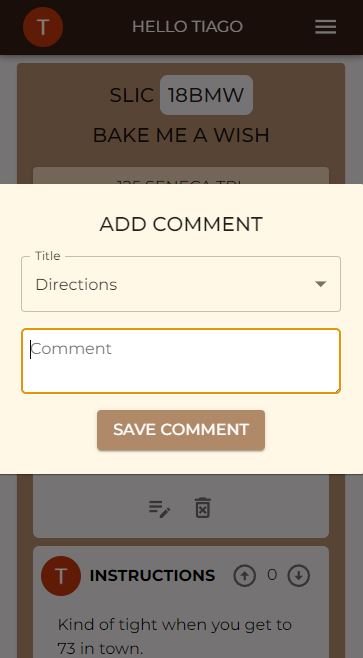 T
HELLO TIAGO
SLIC 18BMW
BAKE ME A WISH
ADD COMMENT
Title
Directions
Comment
SAVE COMMENT
T
INSTRUCTIONS
0
Kind of tight when you get to
73 in town.